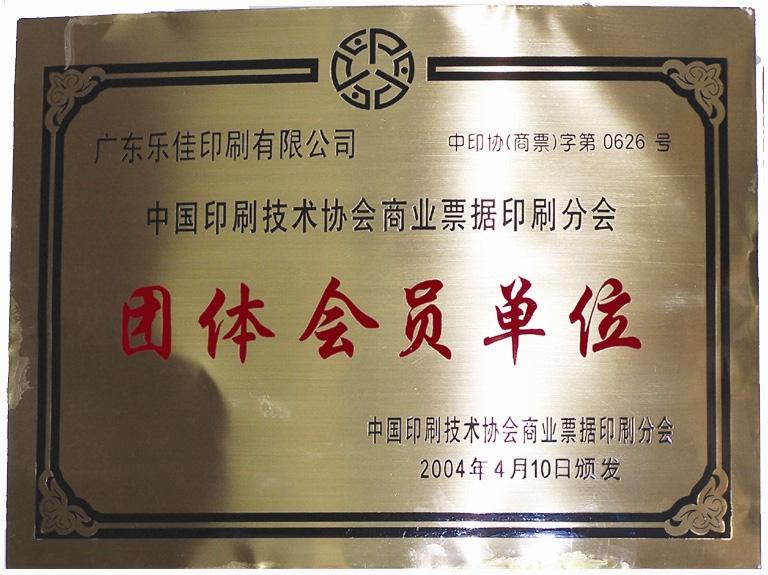 广东乐佳印刷有限公司 中印协(商票)字第 0626 号
中国印刷技术协会商业票据印刷分会
团体会员单位
中国印刷技术协会商业票据印刷分会
2004年4月10日颁发